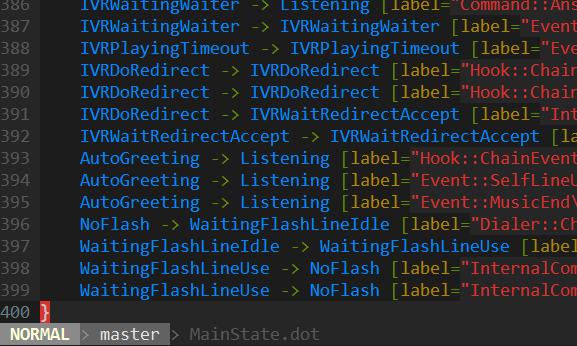 386 IVRWaitingWaiter -> Listening [label="Command::Ans
387 IVRWaitingWaiter -> IVRWaitingWaiter [label="Event
388 IVRPlayingTimeout -> IVRPlayingTimeout [label="Eve
389 IVRDoRedirect -> IVRDoRedirect [label="Hook::Chain
390 IVRDoRedirect -> IVRDoRedirect [label="Hook::Chain
391 IVRDoRedirect -> IVRWaitRedirectAccept [label="Int
392 IVRWaitRedirectAccept -> IVRWaitRedirectAccept [la
393 AutoGreeting -> Listening [label="Hook::ChainEvent
394 AutoGreeting -> Listening [label="Event::SelfLineU
395 AutoGreeting -> Listening [label="Event::MusicEnd\
396 NoFlash -> WaitingFlashLineIdle [label="Dialer::Ch
397 WaitingFlashLineIdle -> WaitingFlashLineUse [label
398 WaitingFlashLineUse -> NoFlash [label="InternalCom
399 WaitingFlashLineUse -> NoFlash [label="InternalCom
400 }
NORMAL > master > MainState.dot